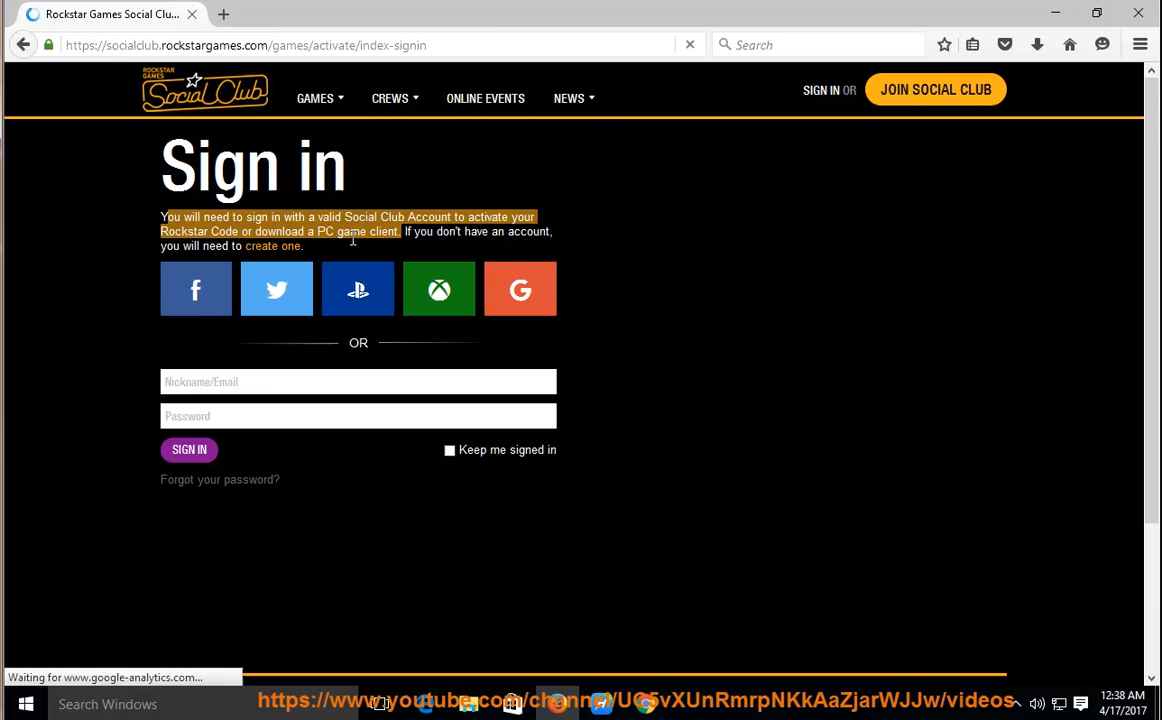 Rockstar Games Social Clu...
https://socialclub.rockstargames.com/games/activate/index-signin
Search
ROCKSTAR GAMES Social Club
GAMES CREWS ONLINE EVENTS NEWS
SIGN IN OR JOIN SOCIAL CLUB
Sign in
You will need to sign in with a valid Social Club Account to activate your
Rockstar Code or download a PC game client. If you don't have an account,
you will need to create one.
f
G
OR
Nickname/Email
Password
SIGN IN
Keep me signed in
Forgot your password?
Waiting for www.google-analytics.com...
Search Windows
12:38 AM
4/17/2017